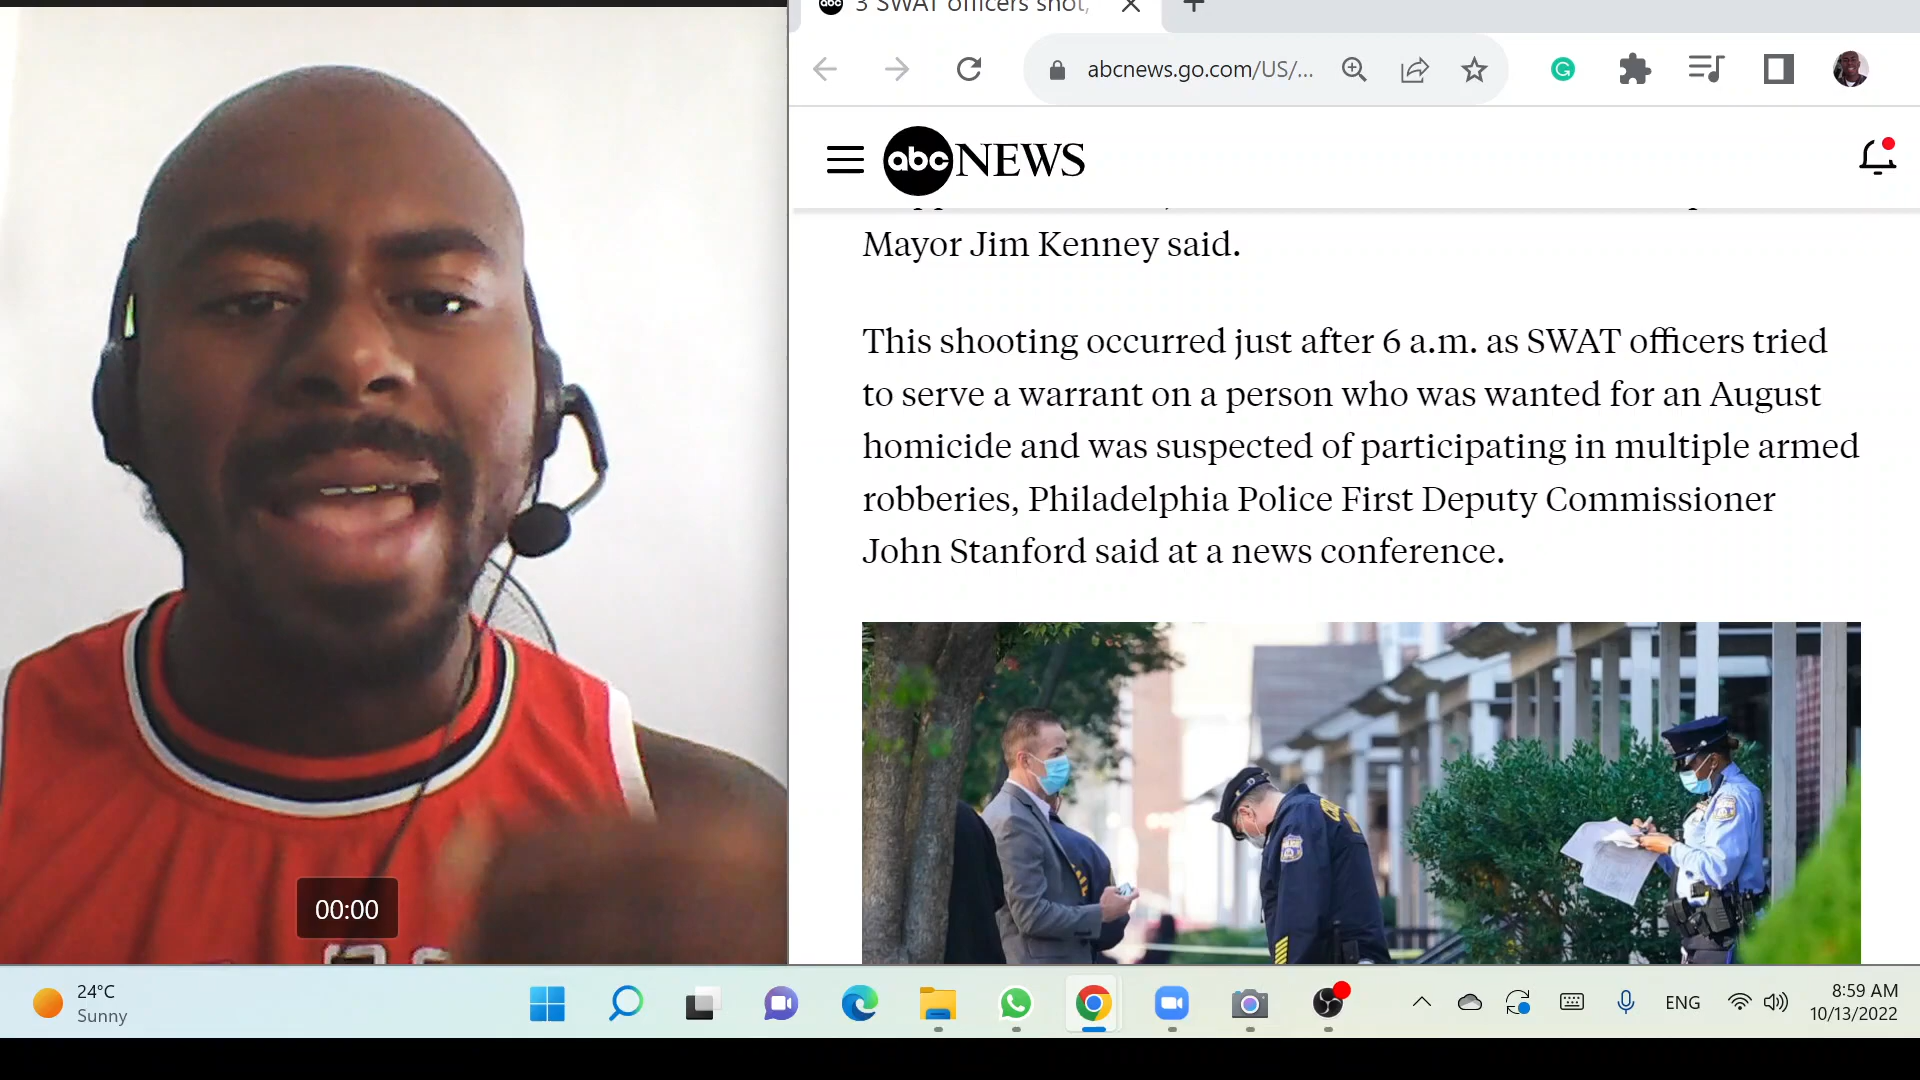 3 SWAT officers shot,
abcnews.go.com/US/...
abc NEWS
Mayor Jim Kenney said.
This shooting occurred just after 6 a.m. as SWAT officers tried
to serve a warrant on a person who was wanted for an August
homicide and was suspected of participating in multiple armed
robberies, Philadelphia Police First Deputy Commissioner
John Stanford said at a news conference.
00:00
24°C
Sunny
ENG
8:59 AM
10/13/2022